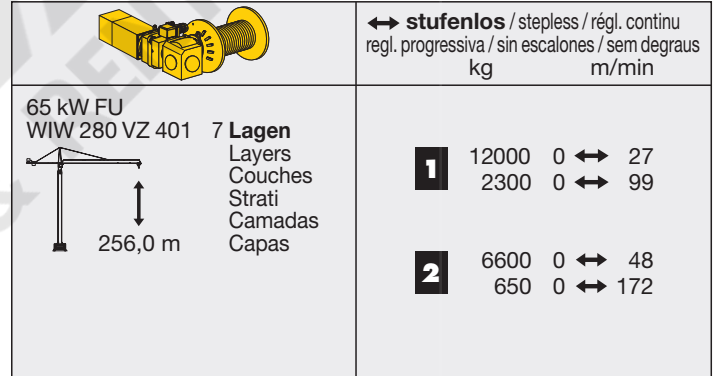 ↔ stufenlos / stepless / régl. continu
regl. progressiva / sin escalones / sem degraus
kg m/min
65 kW FU
WIW 280 VZ 401 7 Lagen
Layers
Couches
Strati
Camadas
Capas
256,0 m
1 12000 0 ↔ 27
2300 0 ↔ 99
2 6600 0 ↔ 48
650 0 ↔ 172